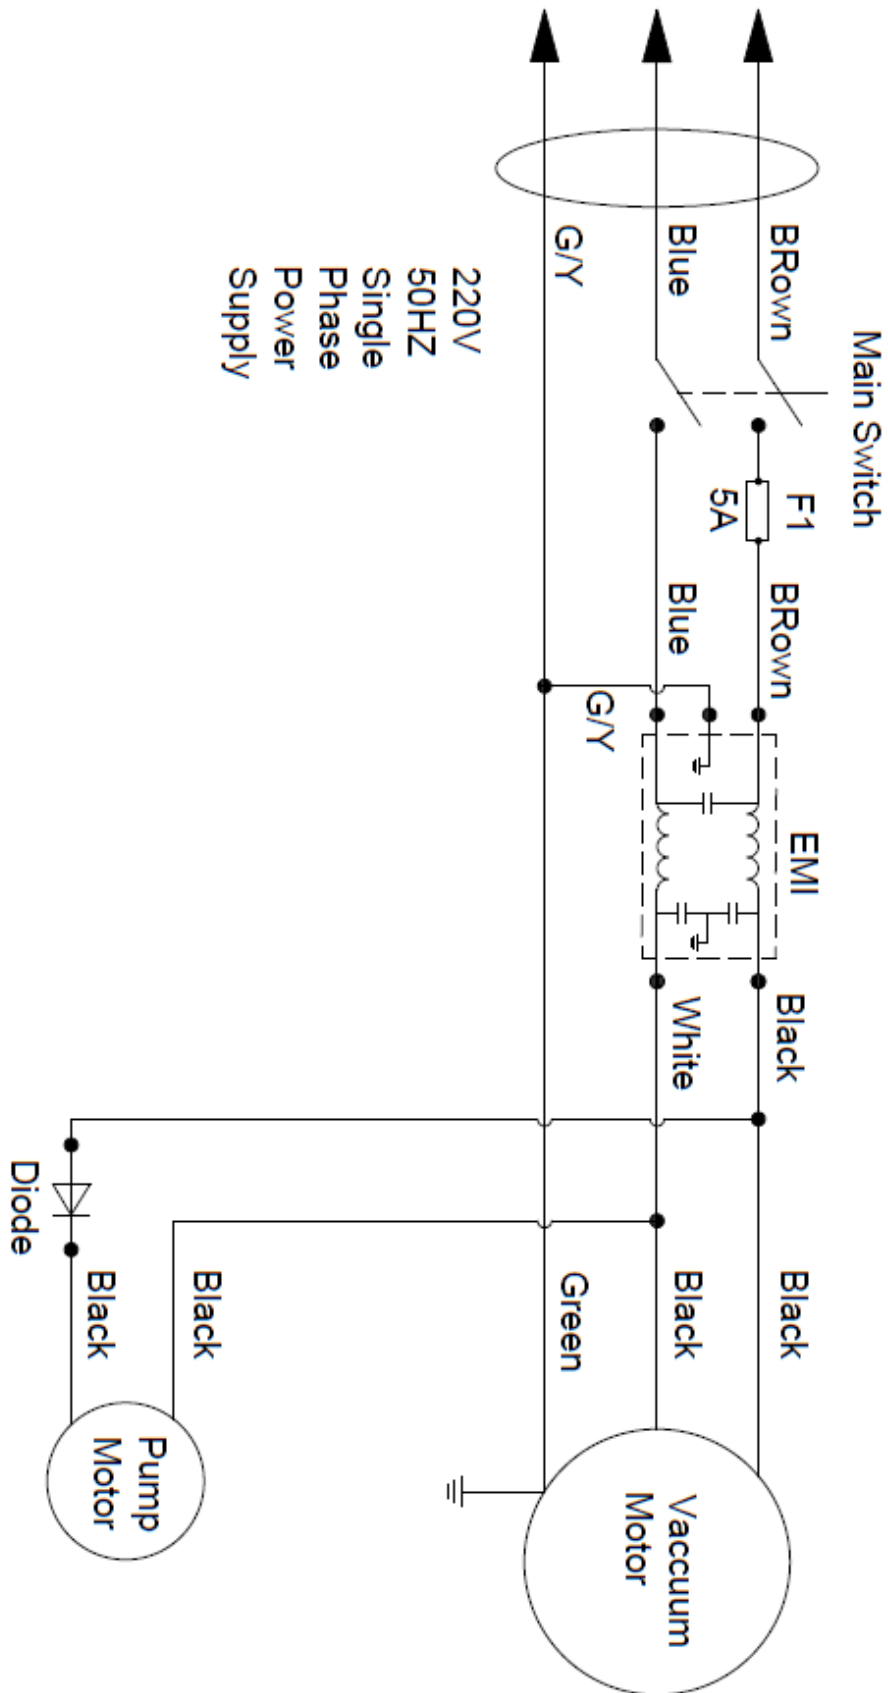 Main Switch
BRown
F1
5A
BRown
EMI
Black
Black
Blue
Blue
White
Black
Vaccuum
Motor
G/Y
G/Y
Green
220V
50HZ
Single
Phase
Power
Supply
Black
Pump
Motor
Black
Diode